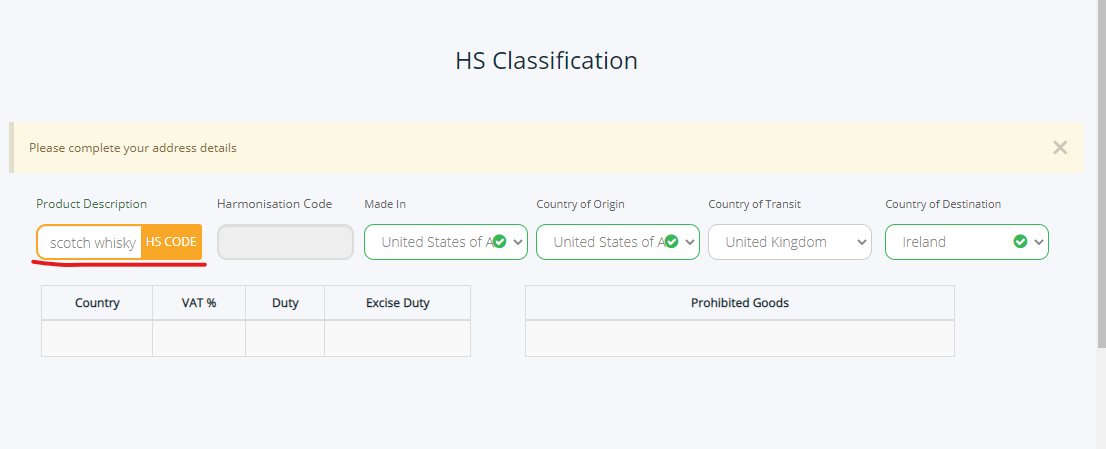 HS Classification
Please complete your address details
Product Description Harmonisation Code Made In Country of Origin Country of Transit Country of Destination
scotch whisky HS CODE United States of A United States of A United Kingdom Ireland
Country VAT % Duty Excise Duty Prohibited Goods